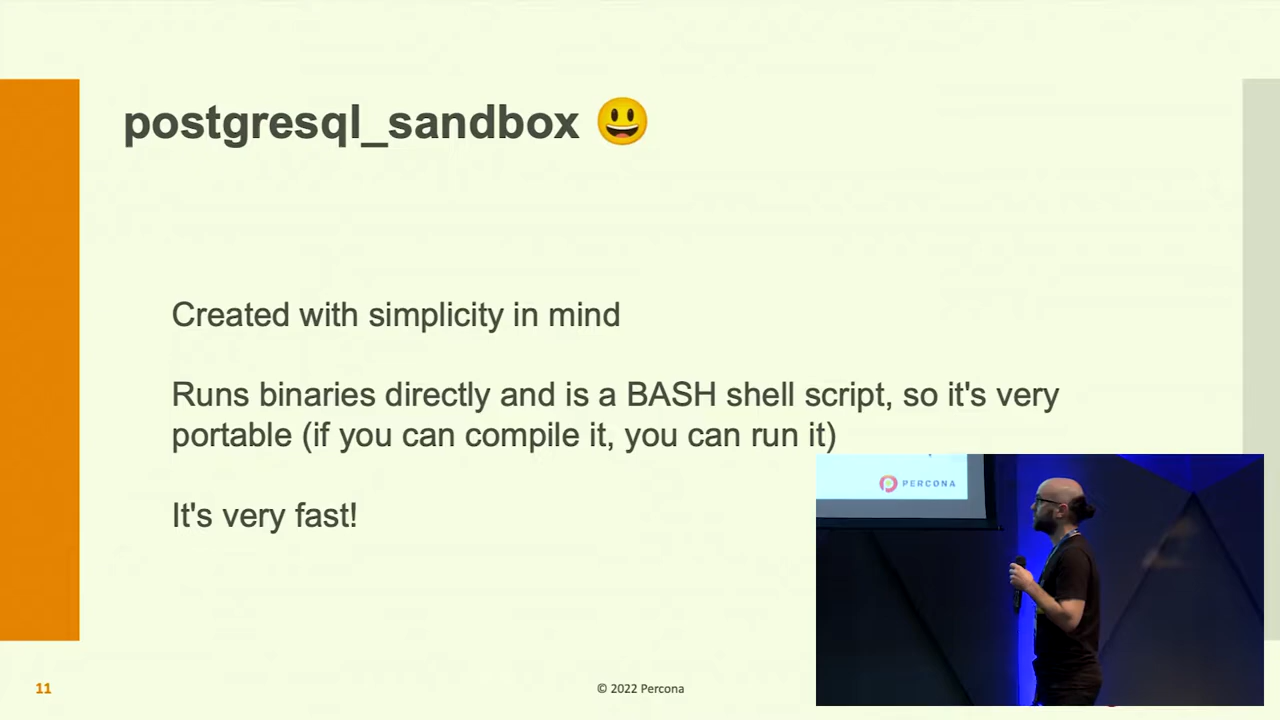 postgresql_sandbox 😃
Created with simplicity in mind
Runs binaries directly and is a BASH shell script, so it's very
portable (if you can compile it, you can run it)
It's very fast!
PERCONA
11
© 2022 Percona